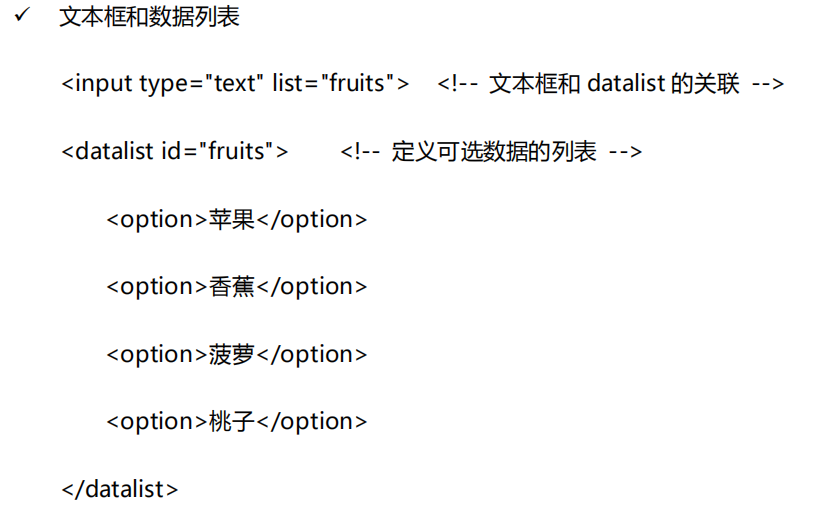 ✓ 文本框和数据列表
<input type="text" list="fruits"> <!-- 文本框和 datalist 的关联 -->
<datalist id="fruits"> <!-- 定义可选数据的列表 -->
<option>苹果</option>
<option>香蕉</option>
<option>菠萝</option>
<option>桃子</option>
</datalist>